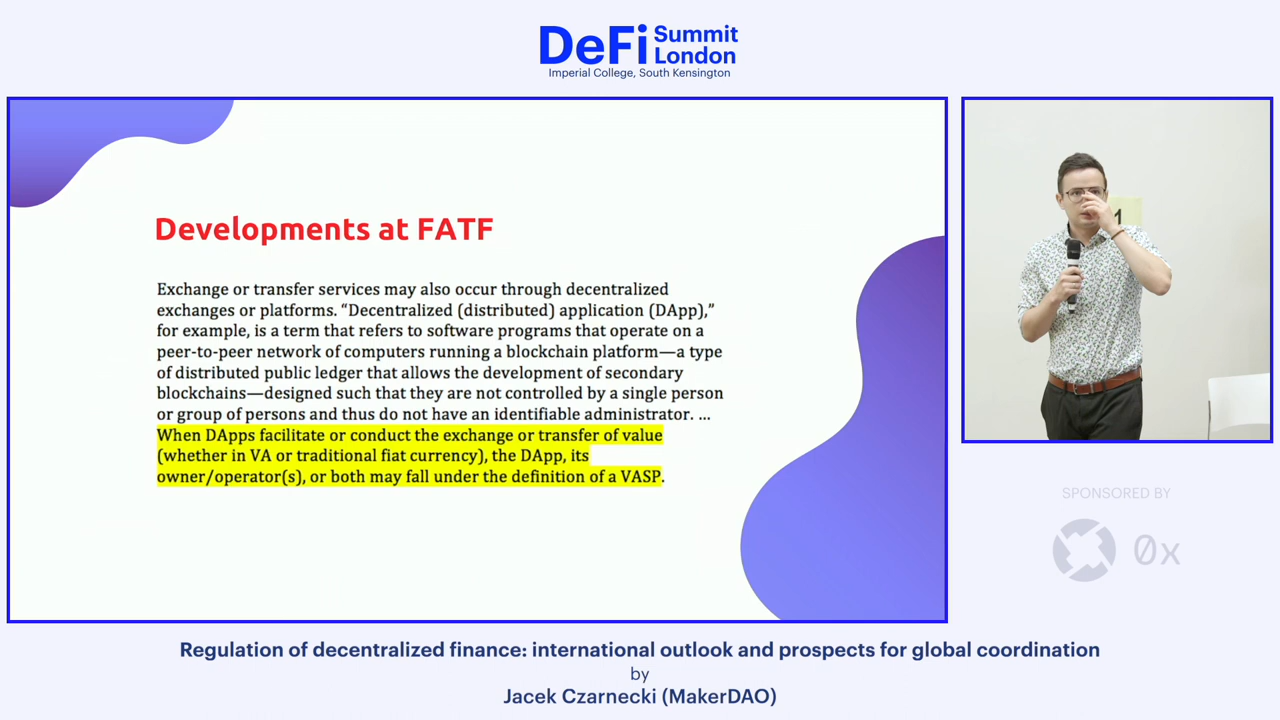 DeFi Summit
London
Imperial College, South Kensington
Developments at FATF
Exchange or transfer services may also occur through decentralized
exchanges or platforms. “Decentralized (distributed) application (DApp),”
for example, is a term that refers to software programs that operate on a
peer-to-peer network of computers running a blockchain platform—a type
of distributed public ledger that allows the development of secondary
blockchains—designed such that they are not controlled by a single person
or group of persons and thus do not have an identifiable administrator. ...
When DApps facilitate or conduct the exchange or transfer of value
(whether in VA or traditional fiat currency), the DApp, its
owner/operator(s), or both may fall under the definition of a VASP.
1
SPONSORED BY
0x
Regulation of decentralized finance: international outlook and prospects for global coordination
by
Jacek Czarnecki (MakerDAO)